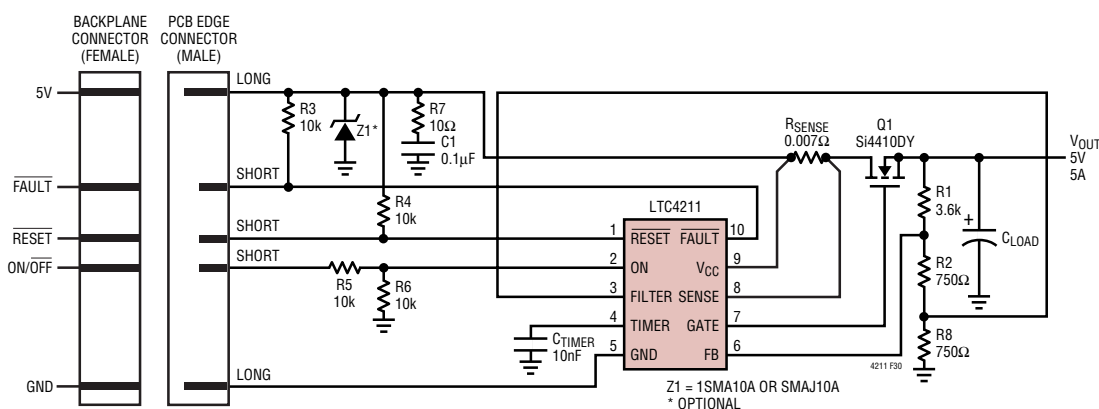 BACKPLANE
CONNECTOR
(FEMALE)
PCB EDGE
CONNECTOR
(MALE)
LONG
5V
R3
10k
Z1*
R7
10Ω
C1
0.1µF
RSENSE
0.007Ω
Q1
Si4410DY
VOUT
5V
5A
FAULT
SHORT
R4
10k
R1
3.6k
CLOAD
LTC4211
RESET
SHORT
1 RESET FAULT 10
ON/OFF
SHORT
R5
10k
R6
10k
2 ON VCC 9
3 FILTER SENSE 8
R2
750Ω
CTIMER
10nF
4 TIMER GATE 7
5 GND FB 6
R8
750Ω
4211 F30
GND
LONG
Z1 = 1SMA10A OR SMAJ10A
* OPTIONAL